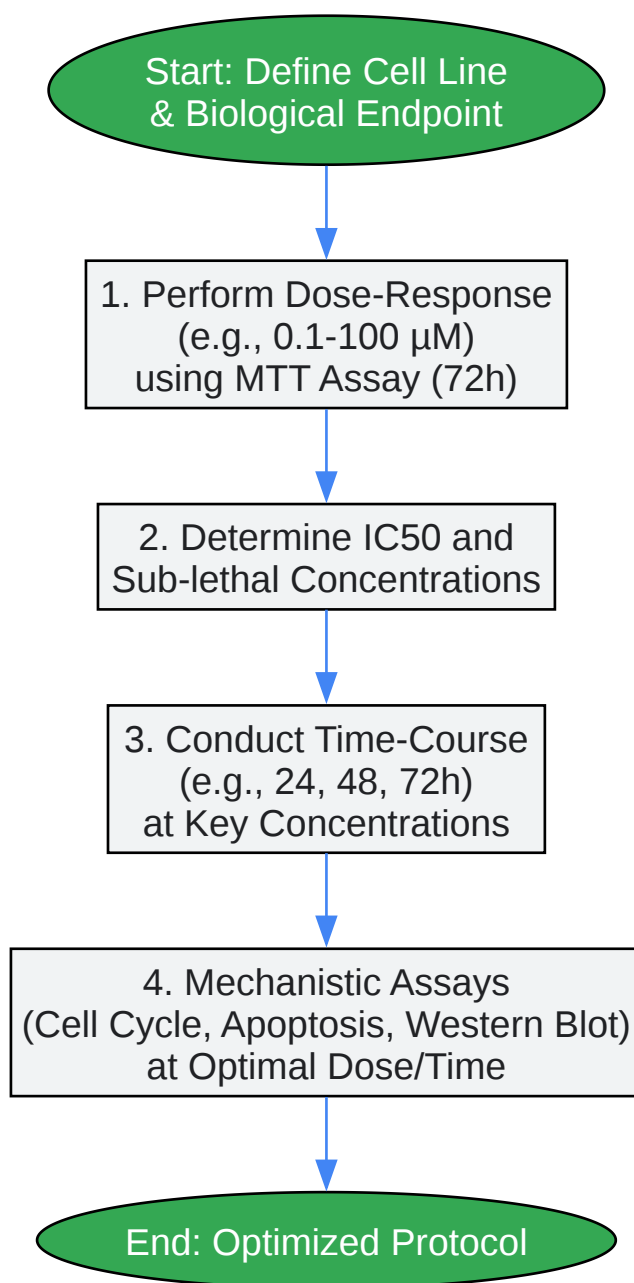 Start: Define Cell Line
& Biological Endpoint
1. Perform Dose-Response
(e.g., 0.1-100 µM)
using MTT Assay (72h)
2. Determine IC50 and
Sub-lethal Concentrations
3. Conduct Time-Course
(e.g., 24, 48, 72h)
at Key Concentrations
4. Mechanistic Assays
(Cell Cycle, Apoptosis, Western Blot)
at Optimal Dose/Time
End: Optimized Protocol